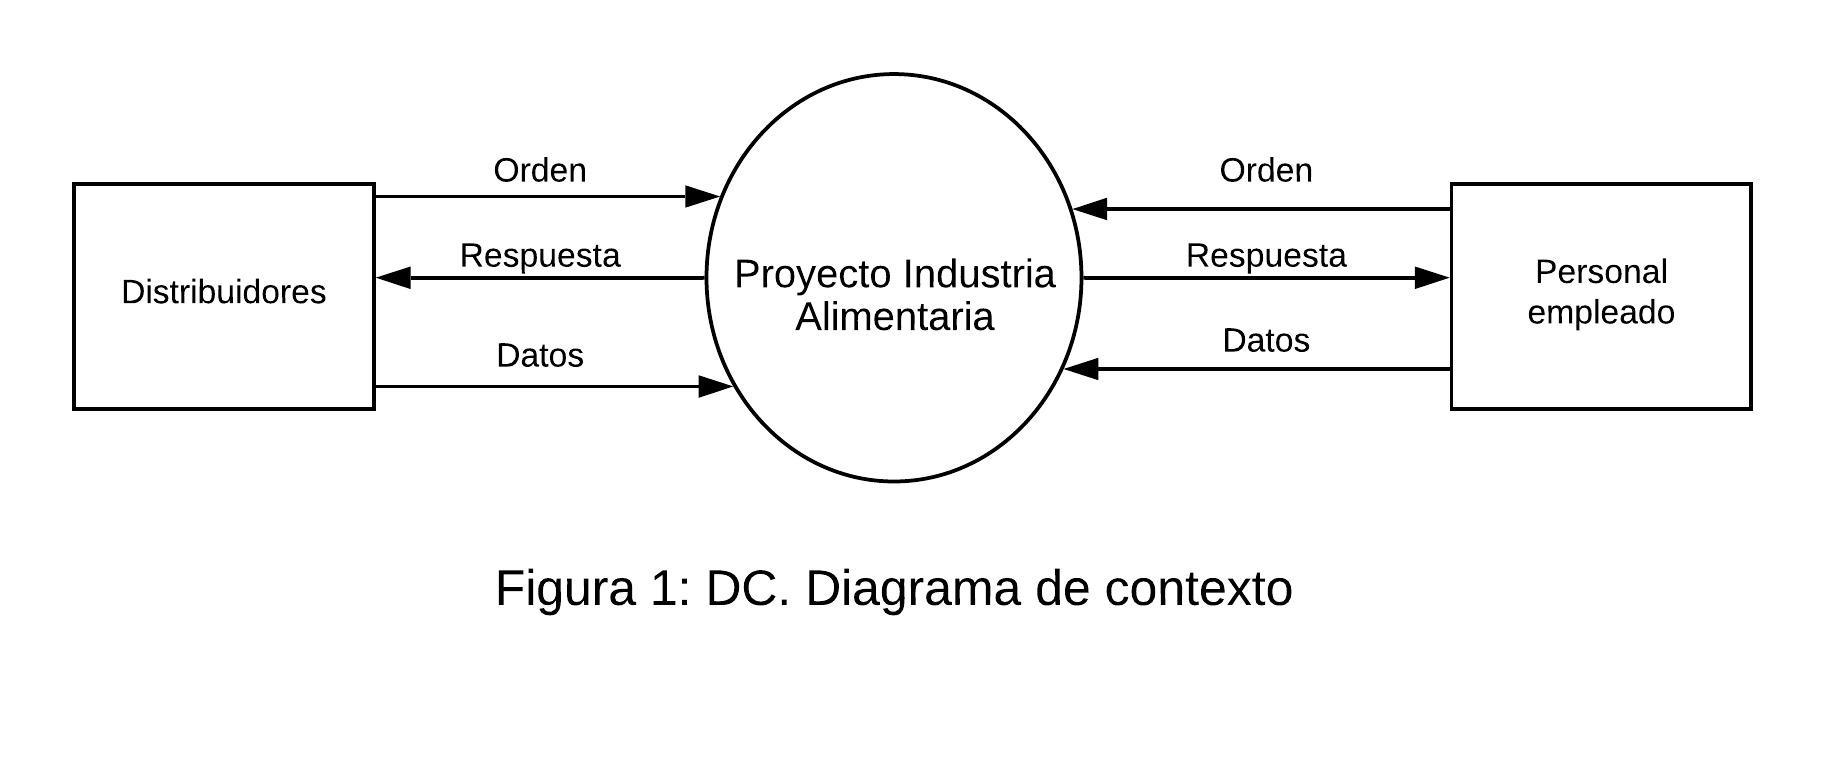 Orden
Orden
Respuesta
Respuesta
Distribuidores
Proyecto Industria
Alimentaria
Personal
empleado
Datos
Datos
Figura 1: DC. Diagrama de contexto